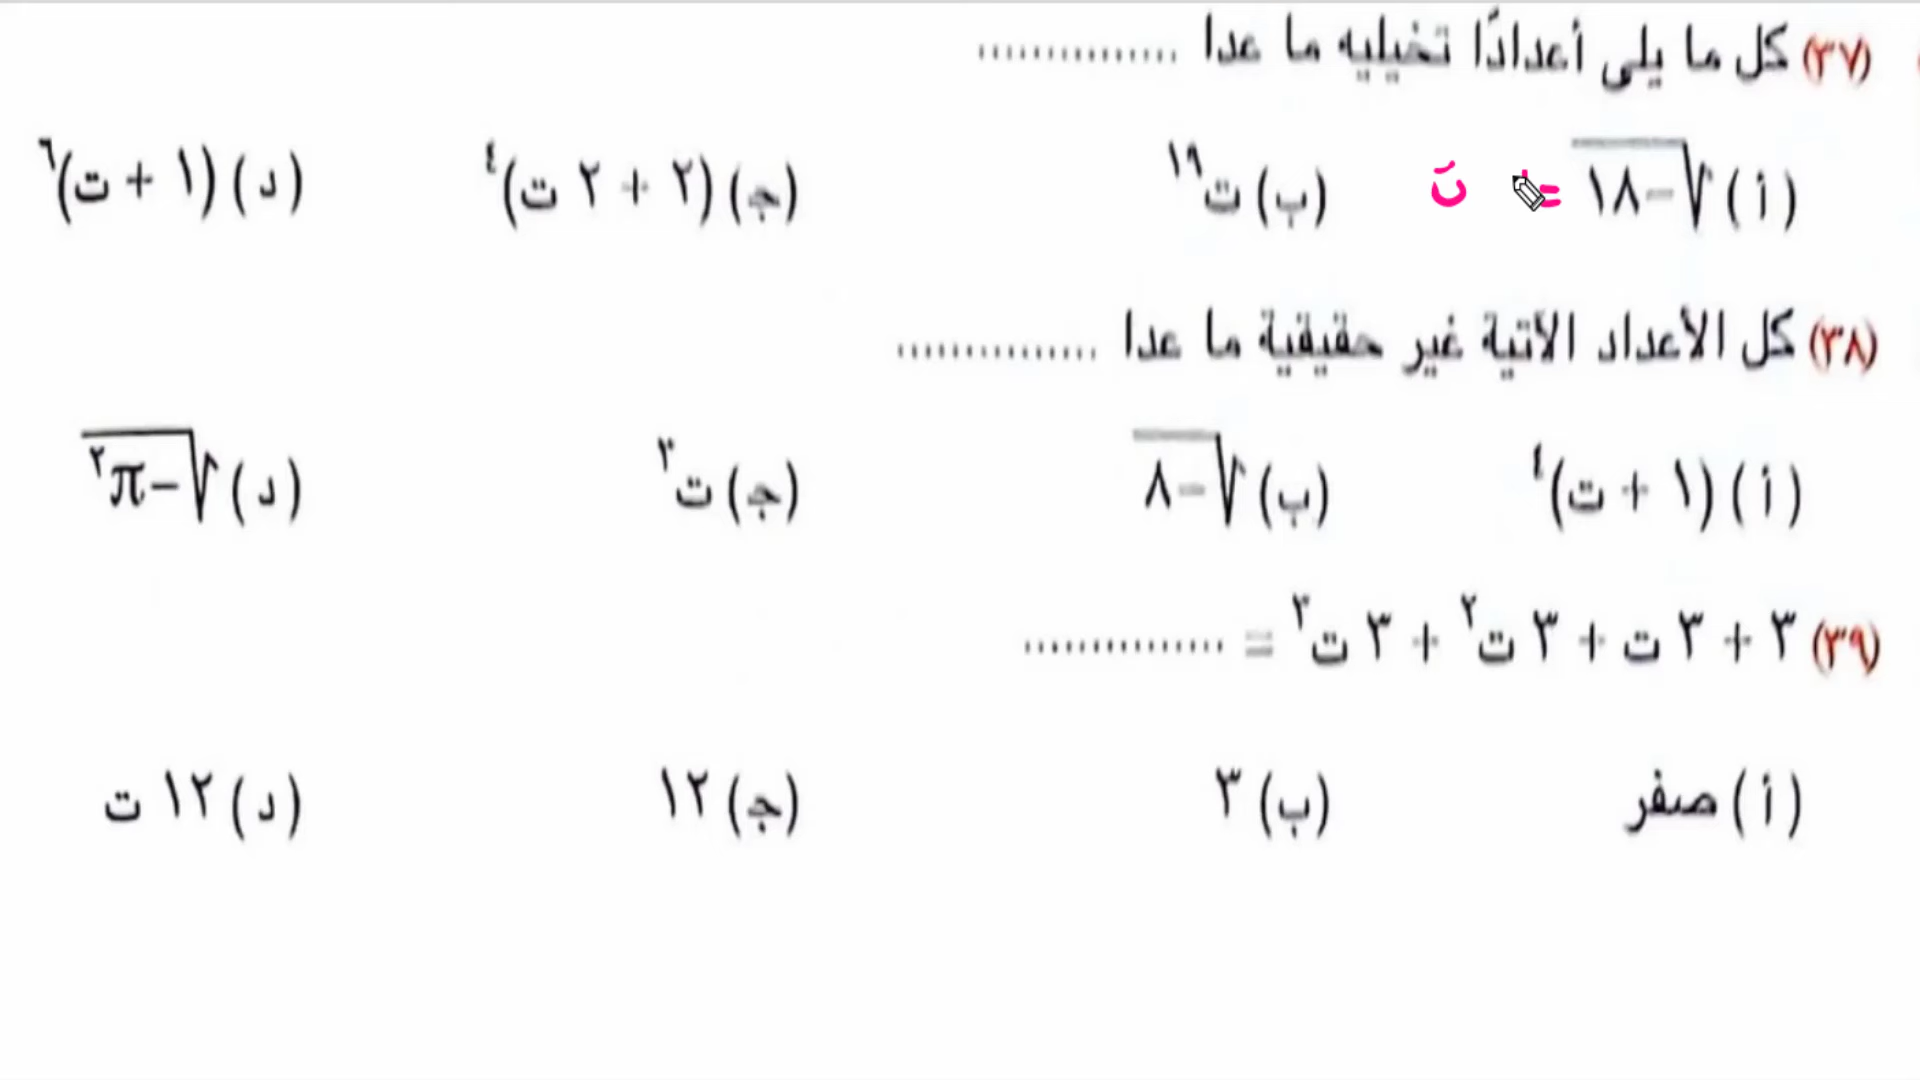 (٣٧) كل ما يلى أعدادًا تخيليه ما عدا ..............
(أ) √−١٨ = ت (ب) ت^١٩ (جـ) (٢ + ٢ ت)^٤ (د) (١ + ت)^٦
(٣٨) كل الأعداد الآتية غير حقيقية ما عدا ..............
(أ) (١ + ت)^٤ (ب) √−٨ (جـ) ت^٣ (د) √−π^٢
(٣٩) ٣ + ٣ ت + ٣ ت^٢ + ٣ ت^٣ = ..............
(أ) صفر (ب) ٣ (جـ) ١٢ (د) ١٢ ت